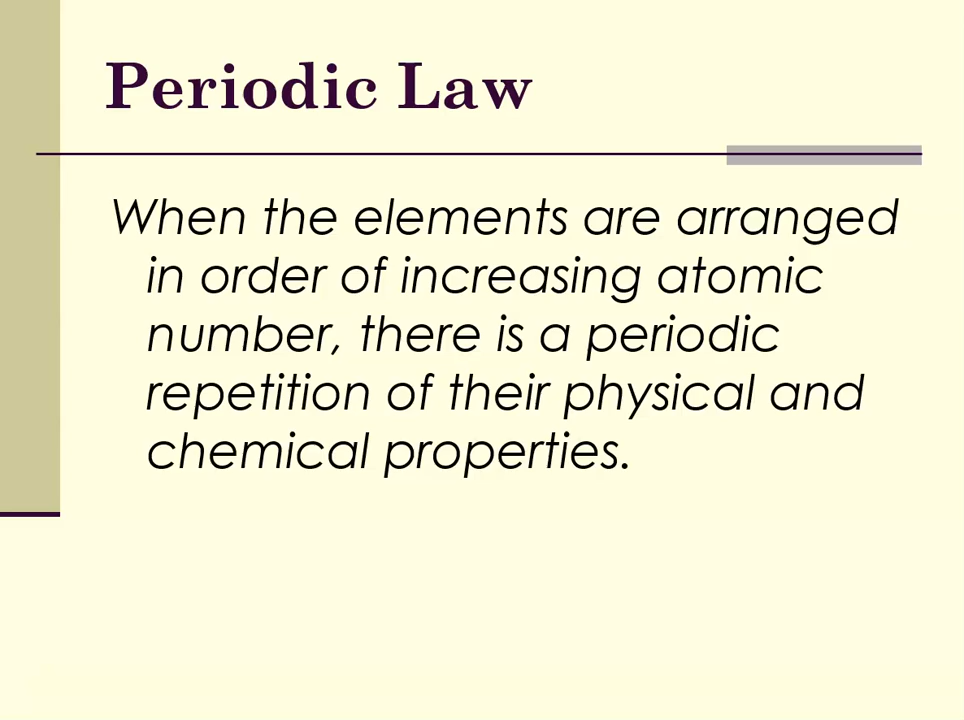 Periodic Law
When the elements are arranged
in order of increasing atomic
number, there is a periodic
repetition of their physical and
chemical properties.